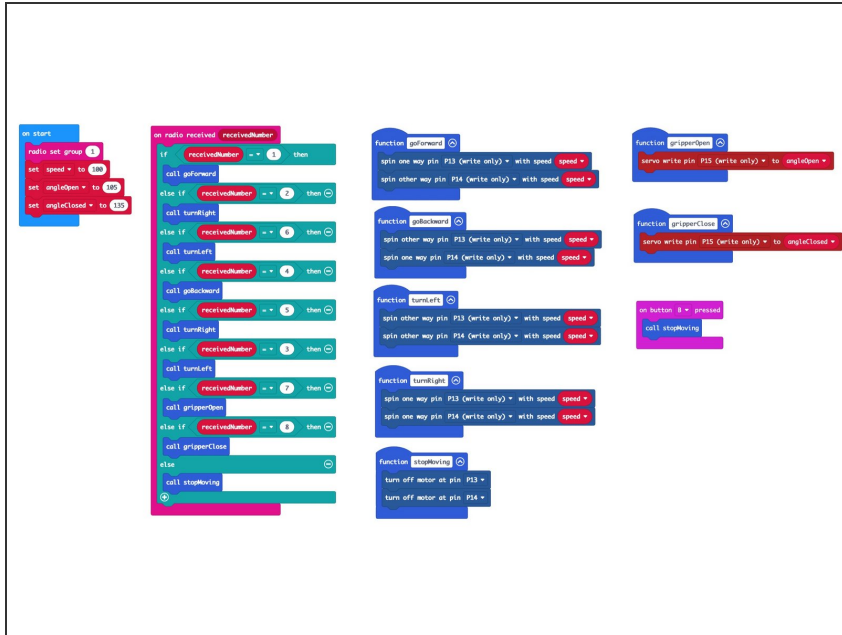 on start
radio set group 1
set speed to 100
set angleOpen to 105
set angleClosed to 135
on radio received receivedNumber
if receivedNumber = 1 then
call goForward
else if receivedNumber = 2 then
call turnRight
else if receivedNumber = 6 then
call turnLeft
else if receivedNumber = 4 then
call goBackward
else if receivedNumber = 5 then
call turnRight
else if receivedNumber = 3 then
call turnLeft
else if receivedNumber = 7 then
call gripperOpen
else if receivedNumber = 8 then
call gripperClose
else
call stopMoving
function goForward
spin one way pin P13 (write only) with speed speed
spin other way pin P14 (write only) with speed speed
function goBackward
spin other way pin P13 (write only) with speed speed
spin one way pin P14 (write only) with speed speed
function turnLeft
spin other way pin P13 (write only) with speed speed
spin other way pin P14 (write only) with speed speed
function turnRight
spin one way pin P13 (write only) with speed speed
spin one way pin P14 (write only) with speed speed
function stopMoving
turn off motor at pin P13
turn off motor at pin P14
function gripperOpen
servo write pin P15 (write only) to angleOpen
function gripperClose
servo write pin P15 (write only) to angleClosed
on button B pressed
call stopMoving